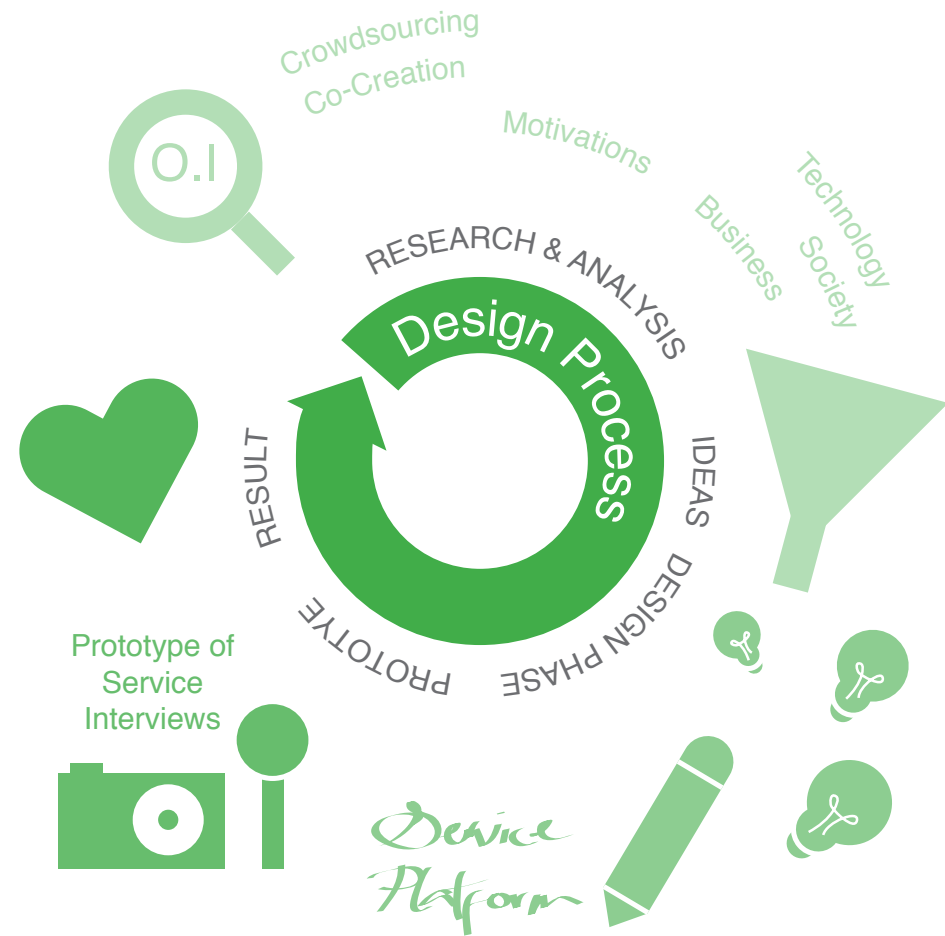 Crowdsourcing
Co-Creation
Motivations
Technology
Society
Business
O.I
RESEARCH & ANALYSIS
Design Process
IDEAS
DESIGN PHASE
PROTOTYE
RESULT
Prototype of
Service
Interviews
Service
Platform